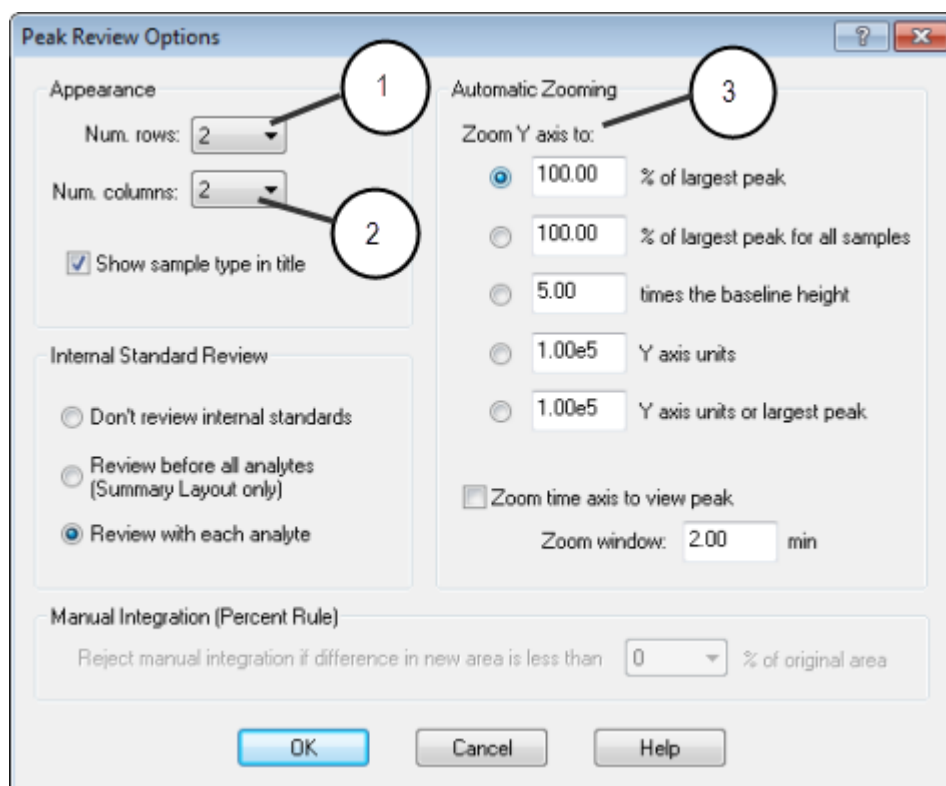 Peak Review Options
?
Appearance
1
Num. rows: 2
Num. columns: 2
2
Show sample type in title
Internal Standard Review
Don't review internal standards
Review before all analytes
(Summary Layout only)
Review with each analyte
Automatic Zooming
3
Zoom Y axis to:
100.00 % of largest peak
100.00 % of largest peak for all samples
5.00 times the baseline height
1.00e5 Y axis units
1.00e5 Y axis units or largest peak
Zoom time axis to view peak
Zoom window: 2.00 min
Manual Integration (Percent Rule)
Reject manual integration if difference in new area is less than 0 % of original area
OK Cancel Help